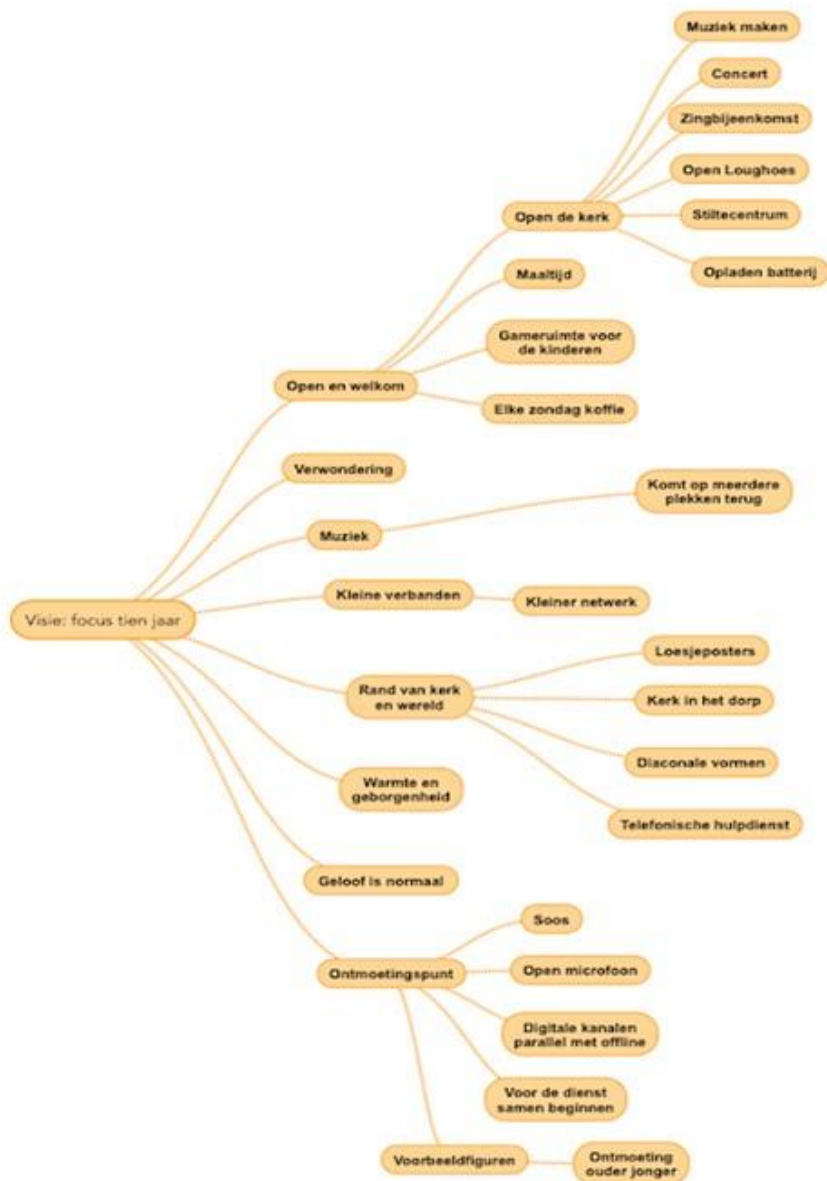 Muziek maken
Concert
Zingbijeenkomst
Open Loughoes
Open de kerk
Stiltecentrum
Opladen batterij
Maaltijd
Gameruimte voor
de kinderen
Open en welkom
Elke zondag koffie
Verwondering
Komt op meerdere
plekken terug
Muziek
Kleine verbanden
Kleiner netwerk
Visie: focus tien jaar
Loesjeposters
Rand van kerk
en wereld
Kerk in het dorp
Diaconale vormen
Warmte en
geborgenheid
Telefonische hulpdienst
Geloof is normaal
Soos
Ontmoetingspunt
Open microfoon
Digitale kanalen
parallel met offline
Voor de dienst
samen beginnen
Voorbeeldfiguren
Ontmoeting
ouder jonger